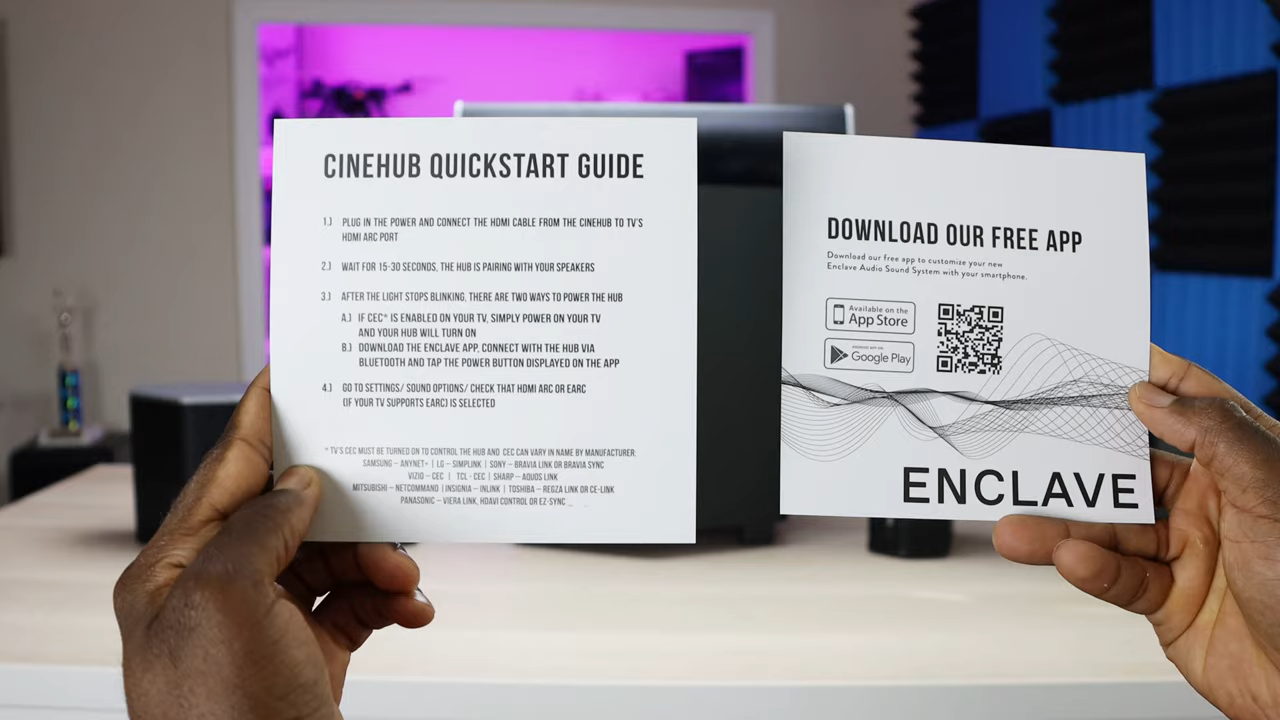 CINEHUB QUICKSTART GUIDE
1.) PLUG IN THE POWER AND CONNECT THE HDMI CABLE FROM THE CINEHUB TO TV'S
HDMI ARC PORT
2.) WAIT FOR 15-30 SECONDS, THE HUB IS PAIRING WITH YOUR SPEAKERS
3.) AFTER THE LIGHT STOPS BLINKING, THERE ARE TWO WAYS TO POWER THE HUB
A.) IF CEC* IS ENABLED ON YOUR TV, SIMPLY POWER ON YOUR TV
AND YOUR HUB WILL TURN ON
B.) DOWNLOAD THE ENCLAVE APP, CONNECT WITH THE HUB VIA
BLUETOOTH AND TAP THE POWER BUTTON DISPLAYED ON THE APP
4.) GO TO SETTINGS/ SOUND OPTIONS/ CHECK THAT HDMI ARC OR EARC
(IF YOUR TV SUPPORTS EARC) IS SELECTED
* TV'S CEC MUST BE TURNED ON TO CONTROL THE HUB AND CEC CAN VARY IN NAME BY MANUFACTURER:
SAMSUNG – ANYNET+ | LG – SIMPLINK | SONY – BRAVIA LINK OR BRAVIA SYNC
VIZIO – CEC | TCL - CEC | SHARP – AQUOS LINK
MITSUBISHI – NETCOMMAND | INSIGNIA – INLINK | TOSHIBA – REGZA LINK OR CE-LINK
PANASONIC – VIERA LINK, HDAVI CONTROL OR EZ-SYNC
DOWNLOAD OUR FREE APP
Download our free app to customize your new
Enclave Audio Sound System with your smartphone.
Available on the
App Store
Google Play
ENCLAVE